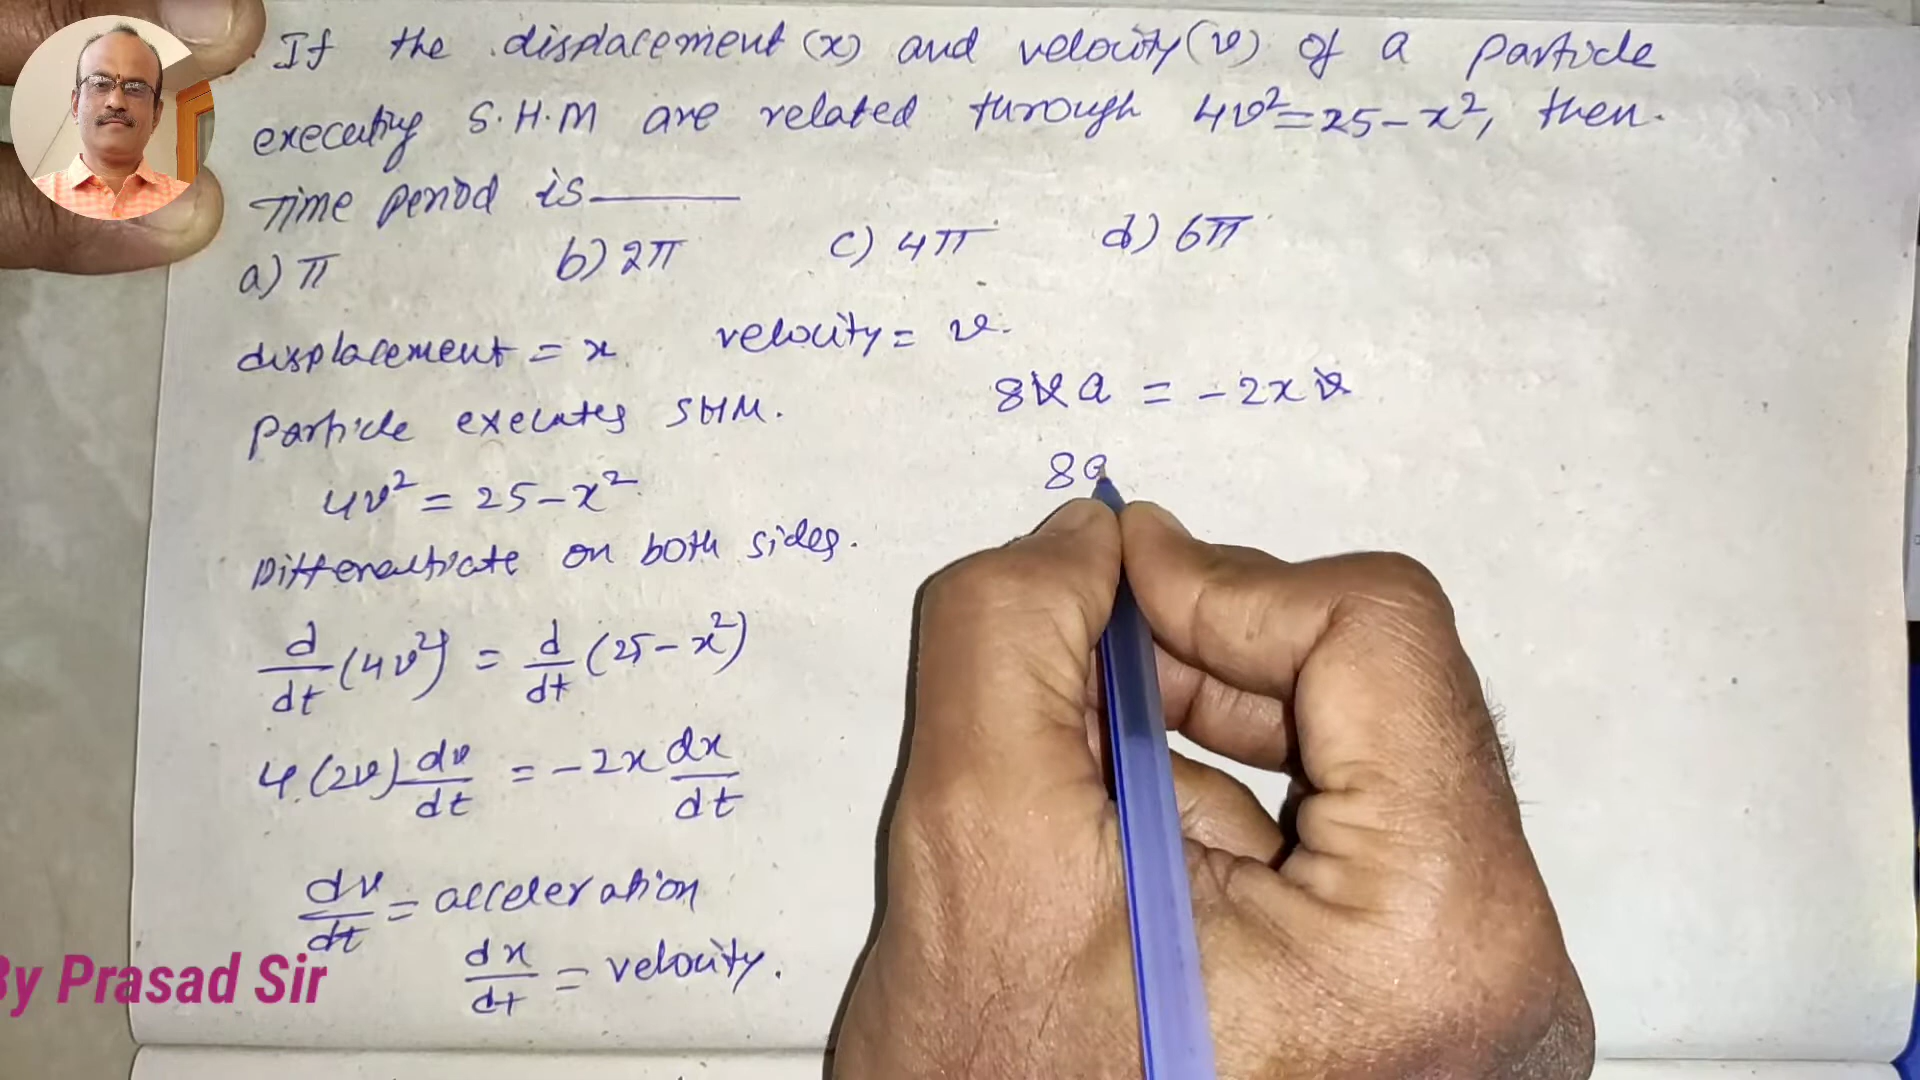 If the displacement (x) and velocity (v) of a particle
executing S.H.M are related through 4v²=25-x², then.
Time period is______
a) π b) 2π c) 4π d) 6π
displacement = x velocity = v.
Particle executes SHM.
4v² = 25-x²
Differentiate on both sides.
d/dt (4v²) = d/dt (25-x²)
4(2v) dv/dt = -2x dx/dt
dv/dt = acceleration
dx/dt = velocity.
8va = -2xv
8a
By Prasad Sir